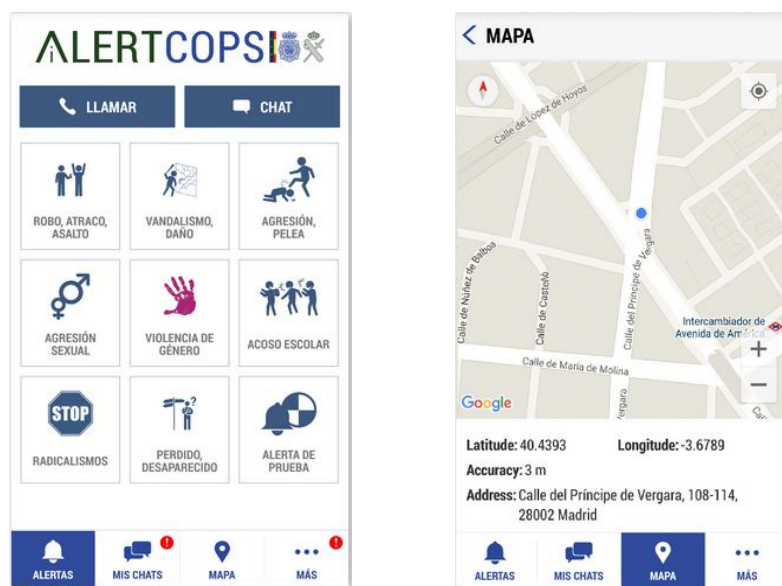 ALERTCOPS
LLAMAR
CHAT
ROBO, ATRACO,
ASALTO
VANDALISMO,
DAÑO
AGRESIÓN,
PELEA
AGRESIÓN
SEXUAL
VIOLENCIA DE
GÉNERO
ACOSO ESCOLAR
STOP
RADICALISMOS
?
PERDIDO,
DESAPARECIDO
ALERTA DE
PRUEBA
ALERTAS
!
MIS CHATS
MAPA
!
MÁS
< MAPA
Calle de Lopez de Hoyos
Calle de Núñez de Balboa
Calle de Castelló
Calle del Príncipe de Vergara
Intercambiador de
Avenida de América
Calle de María de Molina
Vergara
+
−
Google
Latitude: 40.4393 Longitude: -3.6789
Accuracy: 3 m
Address: Calle del Príncipe de Vergara, 108-114,
28002 Madrid
ALERTAS
MIS CHATS
MAPA
MÁS